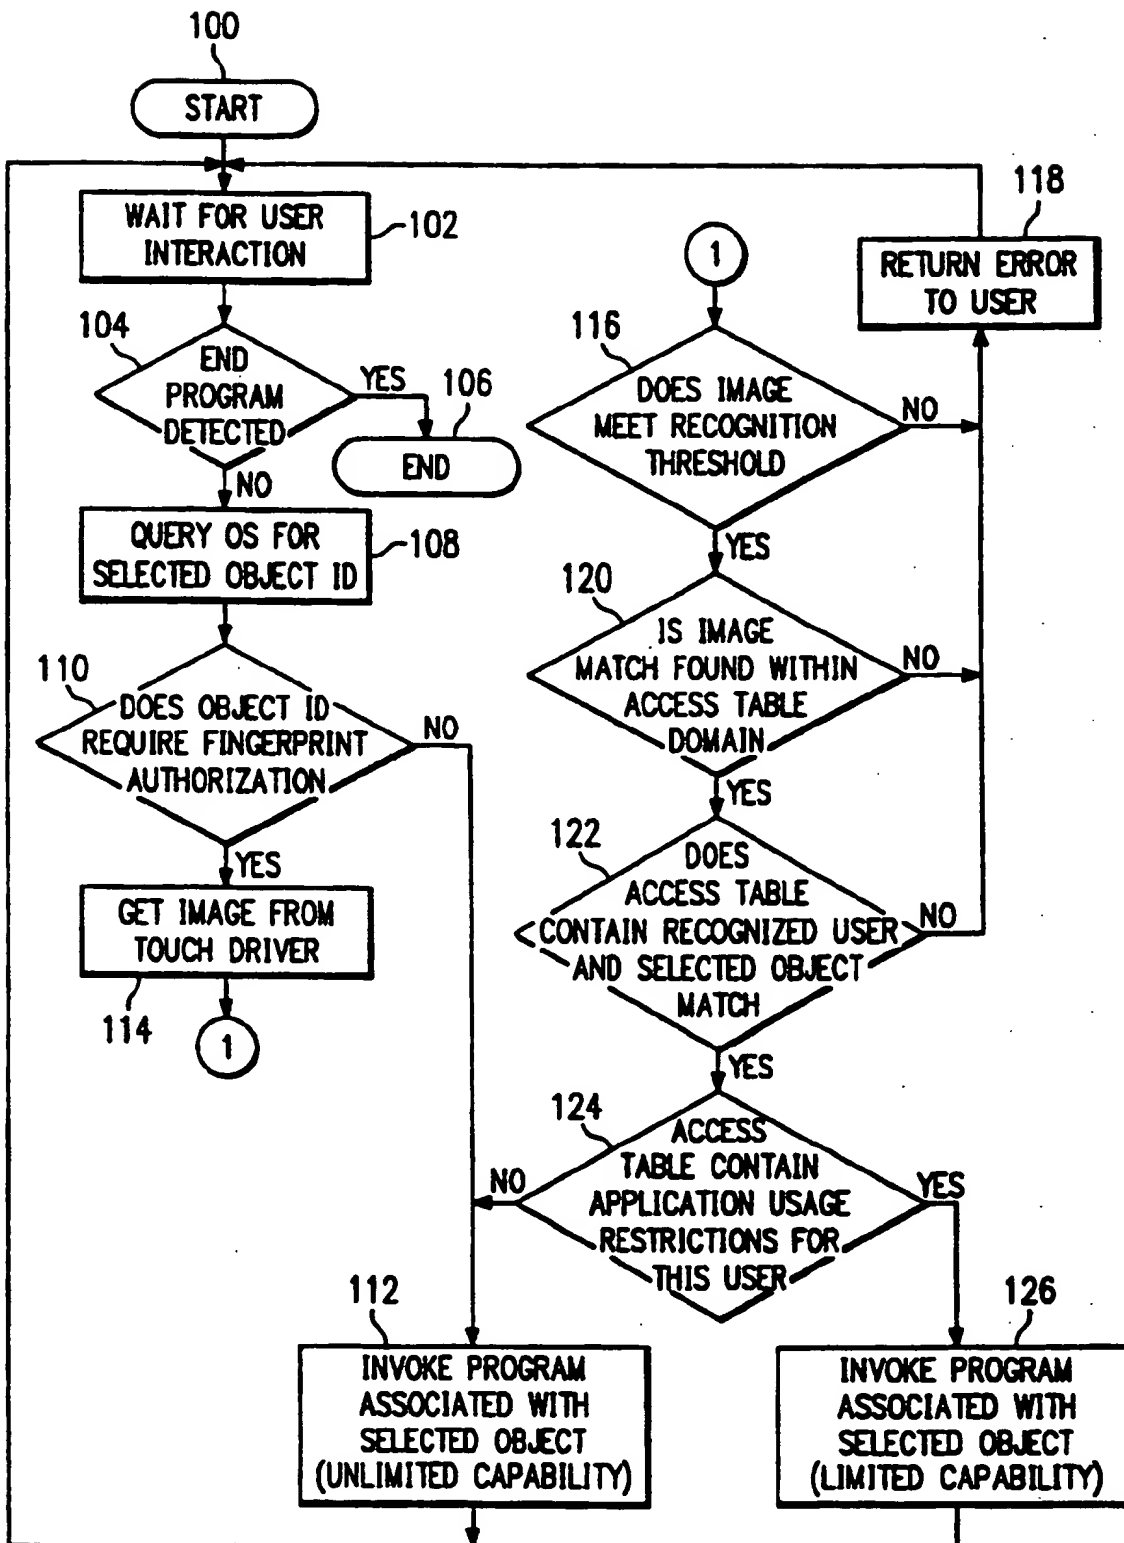 100
START
WAIT FOR USER
INTERACTION
102
104
END
PROGRAM
DETECTED
YES
106
END
NO
QUERY OS FOR
SELECTED OBJECT ID
108
110
DOES OBJECT ID
REQUIRE FINGERPRINT
AUTHORIZATION
NO
YES
GET IMAGE FROM
TOUCH DRIVER
114
1
1
116
DOES IMAGE
MEET RECOGNITION
THRESHOLD
NO
118
RETURN ERROR
TO USER
YES
120
IS IMAGE
MATCH FOUND WITHIN
ACCESS TABLE
DOMAIN
NO
YES
122
DOES
ACCESS TABLE
CONTAIN RECOGNIZED USER
AND SELECTED OBJECT
MATCH
NO
YES
124
ACCESS
TABLE CONTAIN
APPLICATION USAGE
RESTRICTIONS FOR
THIS USER
NO
YES
112
INVOKE PROGRAM
ASSOCIATED WITH
SELECTED OBJECT
(UNLIMITED CAPABILITY)
126
INVOKE PROGRAM
ASSOCIATED WITH
SELECTED OBJECT
(LIMITED CAPABILITY)